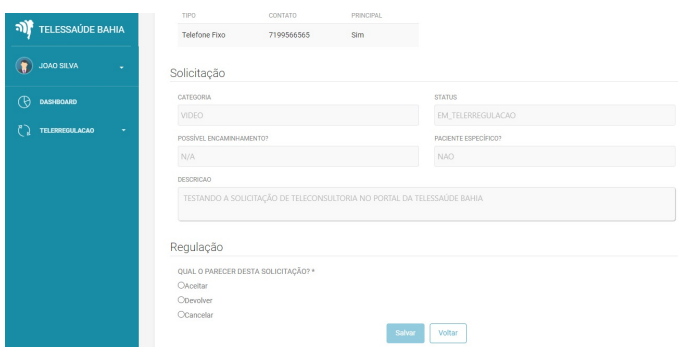 TELESSAÚDE BAHIA
JOAO SILVA
DASHBOARD
TELERREGULACAO
TIPO CONTATO PRINCIPAL
Telefone Fixo 7199566565 Sim
Solicitação
CATEGORIA STATUS
VIDEO EM_TELERREGULACAO
POSSÍVEL ENCAMINHAMENTO? PACIENTE ESPECÍFICO?
N/A NAO
DESCRICAO
TESTANDO A SOLICITAÇÃO DE TELECONSULTORIA NO PORTAL DA TELESSAÚDE BAHIA
Regulação
QUAL O PARECER DESTA SOLICITAÇÃO? *
Aceitar
Devolver
Cancelar
Salvar Voltar